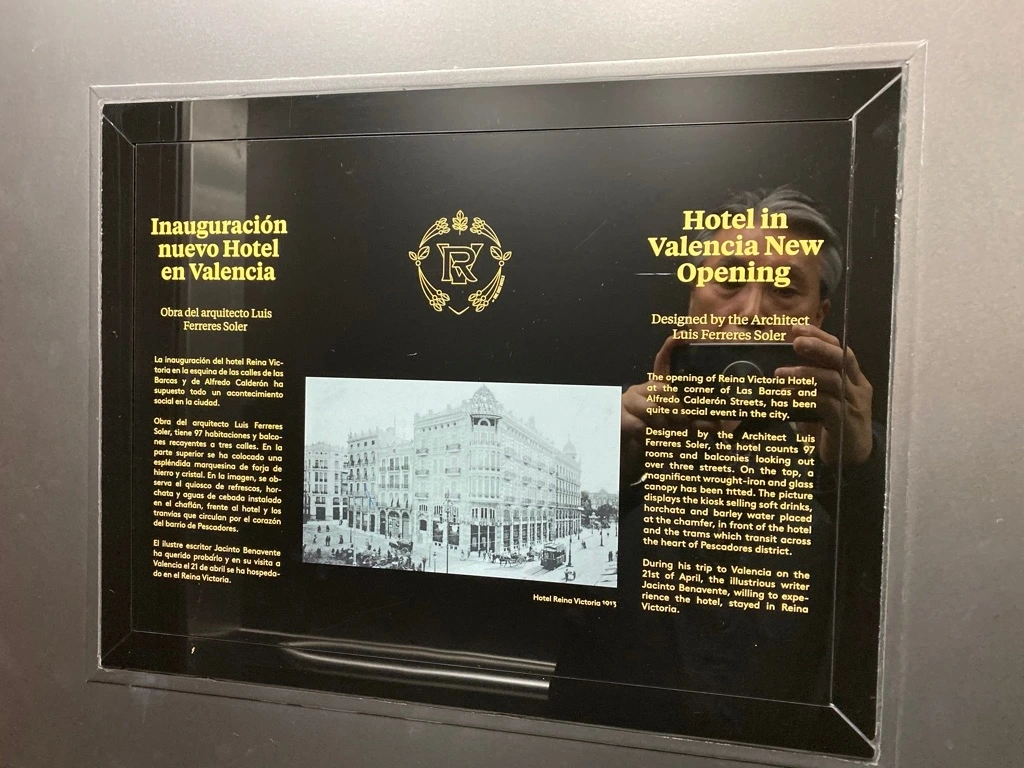 Inauguración
nuevo Hotel
en Valencia
Obra del arquitecto Luis
Ferreres Soler
La inauguración del hotel Reina Vic-
toria en la esquina de las calles de las
Barcas y de Alfredo Calderón ha
supuesto todo un acontecimiento
social en la ciudad.
Obra del arquitecto Luis Ferreres
Soler, tiene 97 habitaciones y balco-
nes recayentes a tres calles. En la
parte superior se ha colocado una
espléndida marquesina de forja de
hierro y cristal. En la imagen, se ob-
serva el quiosco de refrescos, hor-
chata y aguas de cebada instalado
en el chaflán, frente al hotel y los
tranvías que circulan por el corazón
del barrio de Pescadores.
El ilustre escritor Jacinto Benavente
ha querido probarlo y en su visita a
Valencia el 21 de abril se ha hospeda-
do en el Reina Victoria.
RV
Hotel Reina Victoria 1913
Hotel in
Valencia New
Opening
Designed by the Architect
Luis Ferreres Soler
The opening of Reina Victoria Hotel,
at the corner of Las Barcas and
Alfredo Calderón Streets, has been
quite a social event in the city.
Designed by the Architect Luis
Ferreres Soler, the hotel counts 97
rooms and balconies looking out
over three streets. On the top, a
magnificent wrought-iron and glass
canopy has been fitted. The picture
displays the kiosk selling soft drinks,
horchata and barley water placed
at the chamfer, in front of the hotel
and the trams which transit across
the heart of Pescadores district.
During his trip to Valencia on the
21st of April, the illustrious writer
Jacinto Benavente, willing to expe-
rience the hotel, stayed in Reina
Victoria.